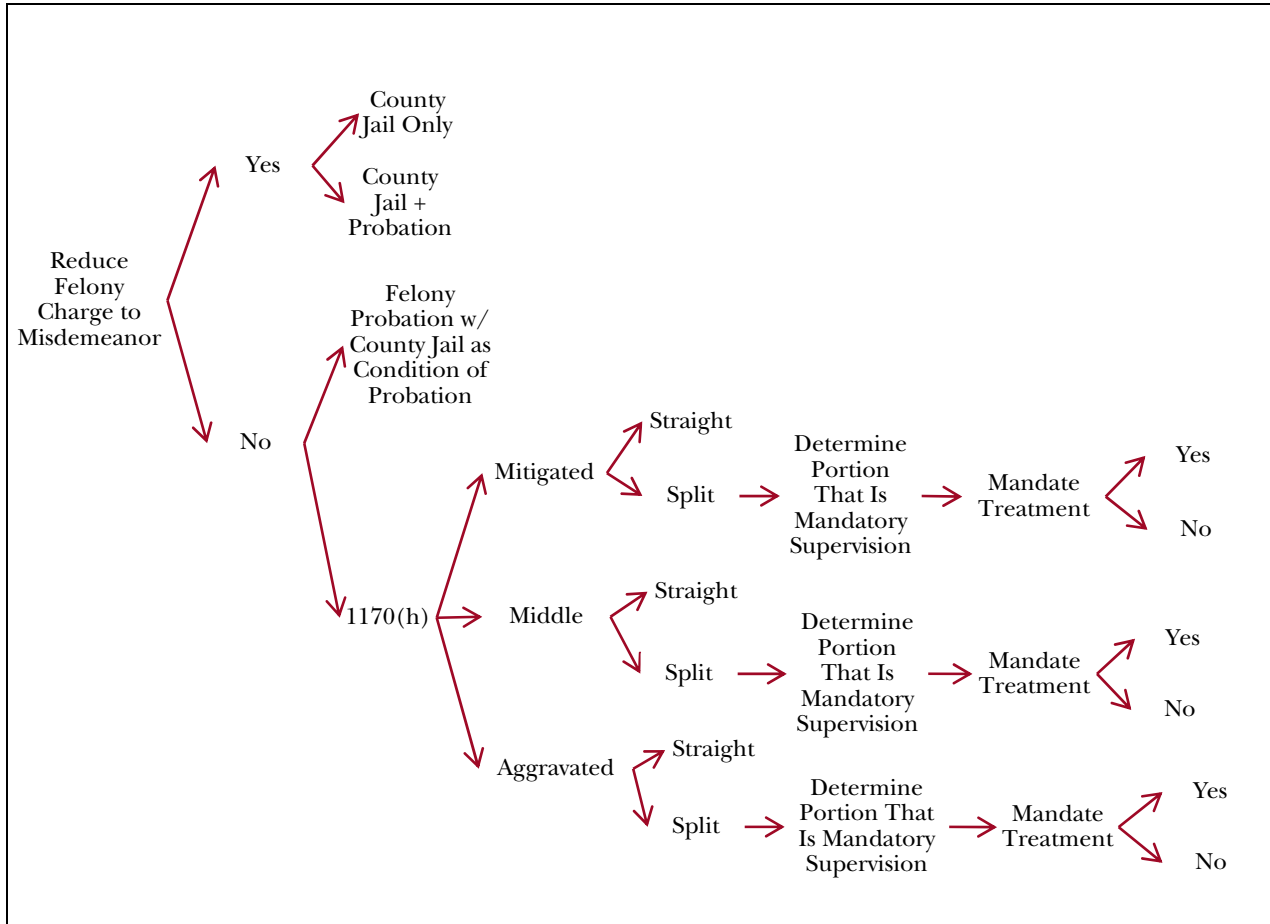 County
Jail Only
Yes
County
Jail +
Probation
Reduce
Felony
Charge to
Misdemeanor
Felony
Probation w/
County Jail as
Condition of
Probation
No
1170(h)
Mitigated
Straight
Split
Determine
Portion
That Is
Mandatory
Supervision
Mandate
Treatment
Yes
No
Middle
Straight
Split
Determine
Portion
That Is
Mandatory
Supervision
Mandate
Treatment
Yes
No
Aggravated
Straight
Split
Determine
Portion That
Is Mandatory
Supervision
Mandate
Treatment
Yes
No